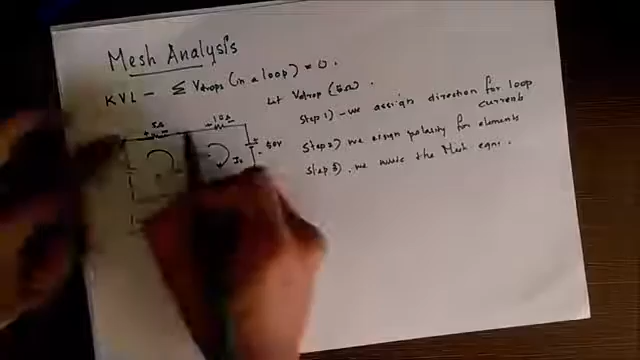 Mesh Analysis
KVL - Σ Vdrops (in a loop) = 0.
Let Vdrop (5Ω).
Step 1) - we assign direction for loop
currents
Step 2) we assign polarity for elements
Step 3). we write the Mesh eqns.
5Ω
10Ω
50V